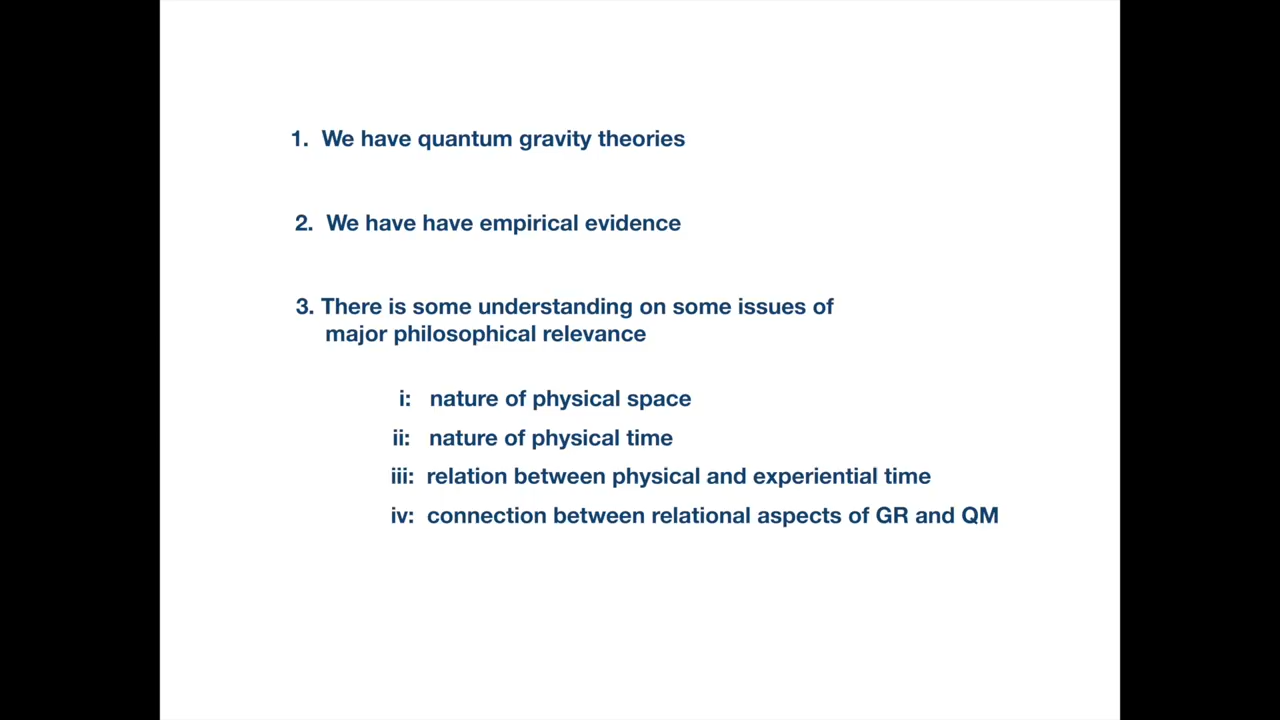 1. We have quantum gravity theories
2. We have have empirical evidence
3. There is some understanding on some issues of
major philosophical relevance
i: nature of physical space
ii: nature of physical time
iii: relation between physical and experiential time
iv: connection between relational aspects of GR and QM